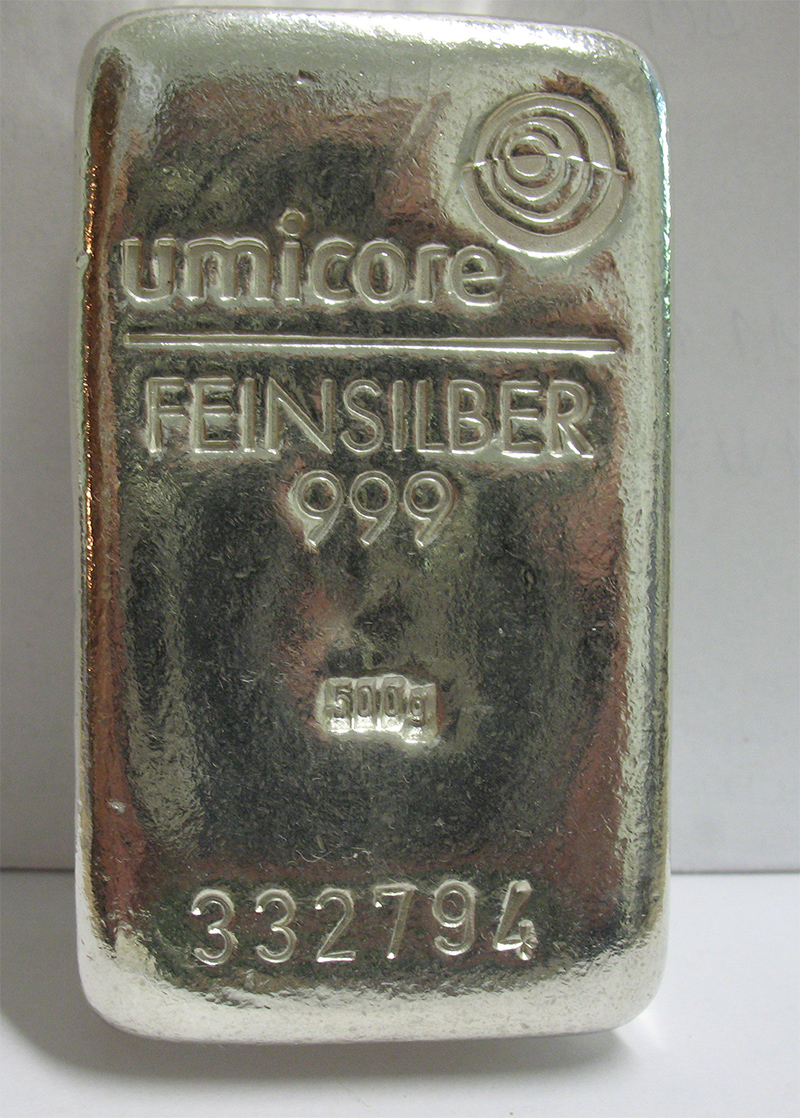 umicore
FEINSILBER
999
500g
332794